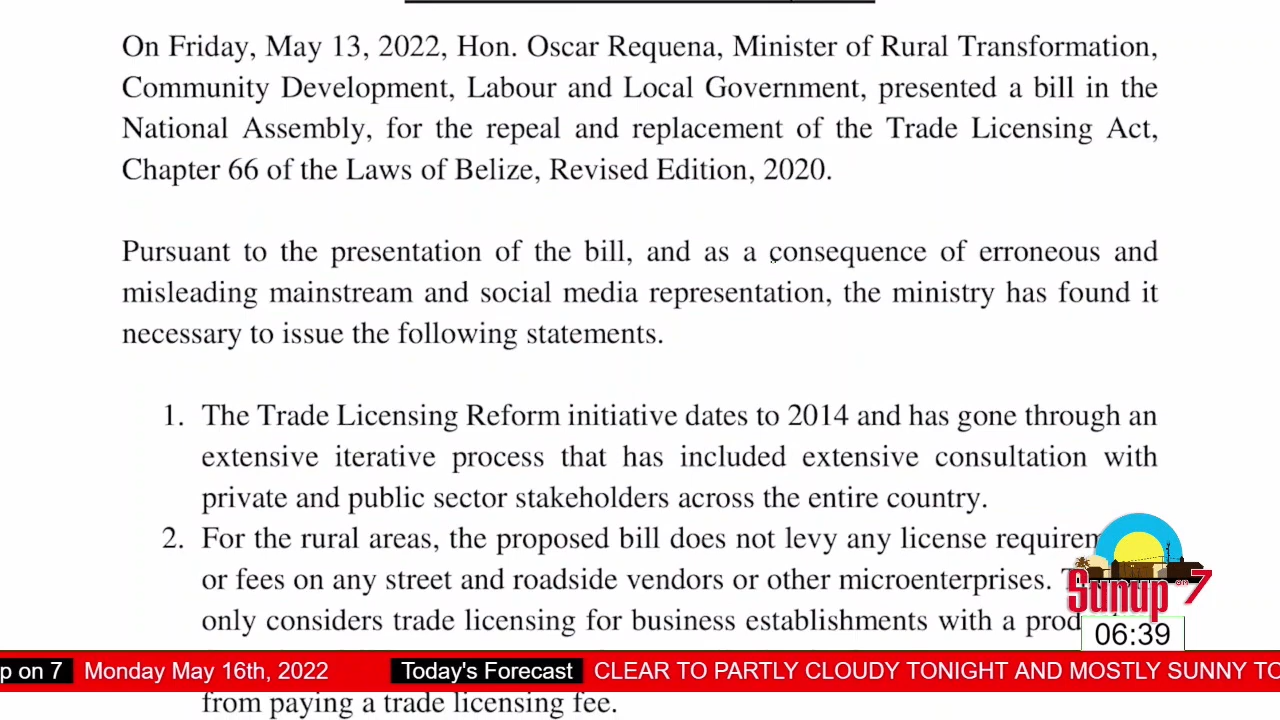 On Friday, May 13, 2022, Hon. Oscar Requena, Minister of Rural Transformation,
Community Development, Labour and Local Government, presented a bill in the
National Assembly, for the repeal and replacement of the Trade Licensing Act,
Chapter 66 of the Laws of Belize, Revised Edition, 2020.
Pursuant to the presentation of the bill, and as a consequence of erroneous and
misleading mainstream and social media representation, the ministry has found it
necessary to issue the following statements.
1. The Trade Licensing Reform initiative dates to 2014 and has gone through an
extensive iterative process that has included extensive consultation with
private and public sector stakeholders across the entire country.
2. For the rural areas, the proposed bill does not levy any license
or fees on any street and roadside vendors or other microenterprises.
only considers trade licensing for business establishments with a
Sunup on 7
06:39
p on 7 Monday May 16th, 2022 Today's Forecast CLEAR TO PARTLY CLOUDY TONIGHT AND MOSTLY SUNNY
from paying a trade licensing fee.